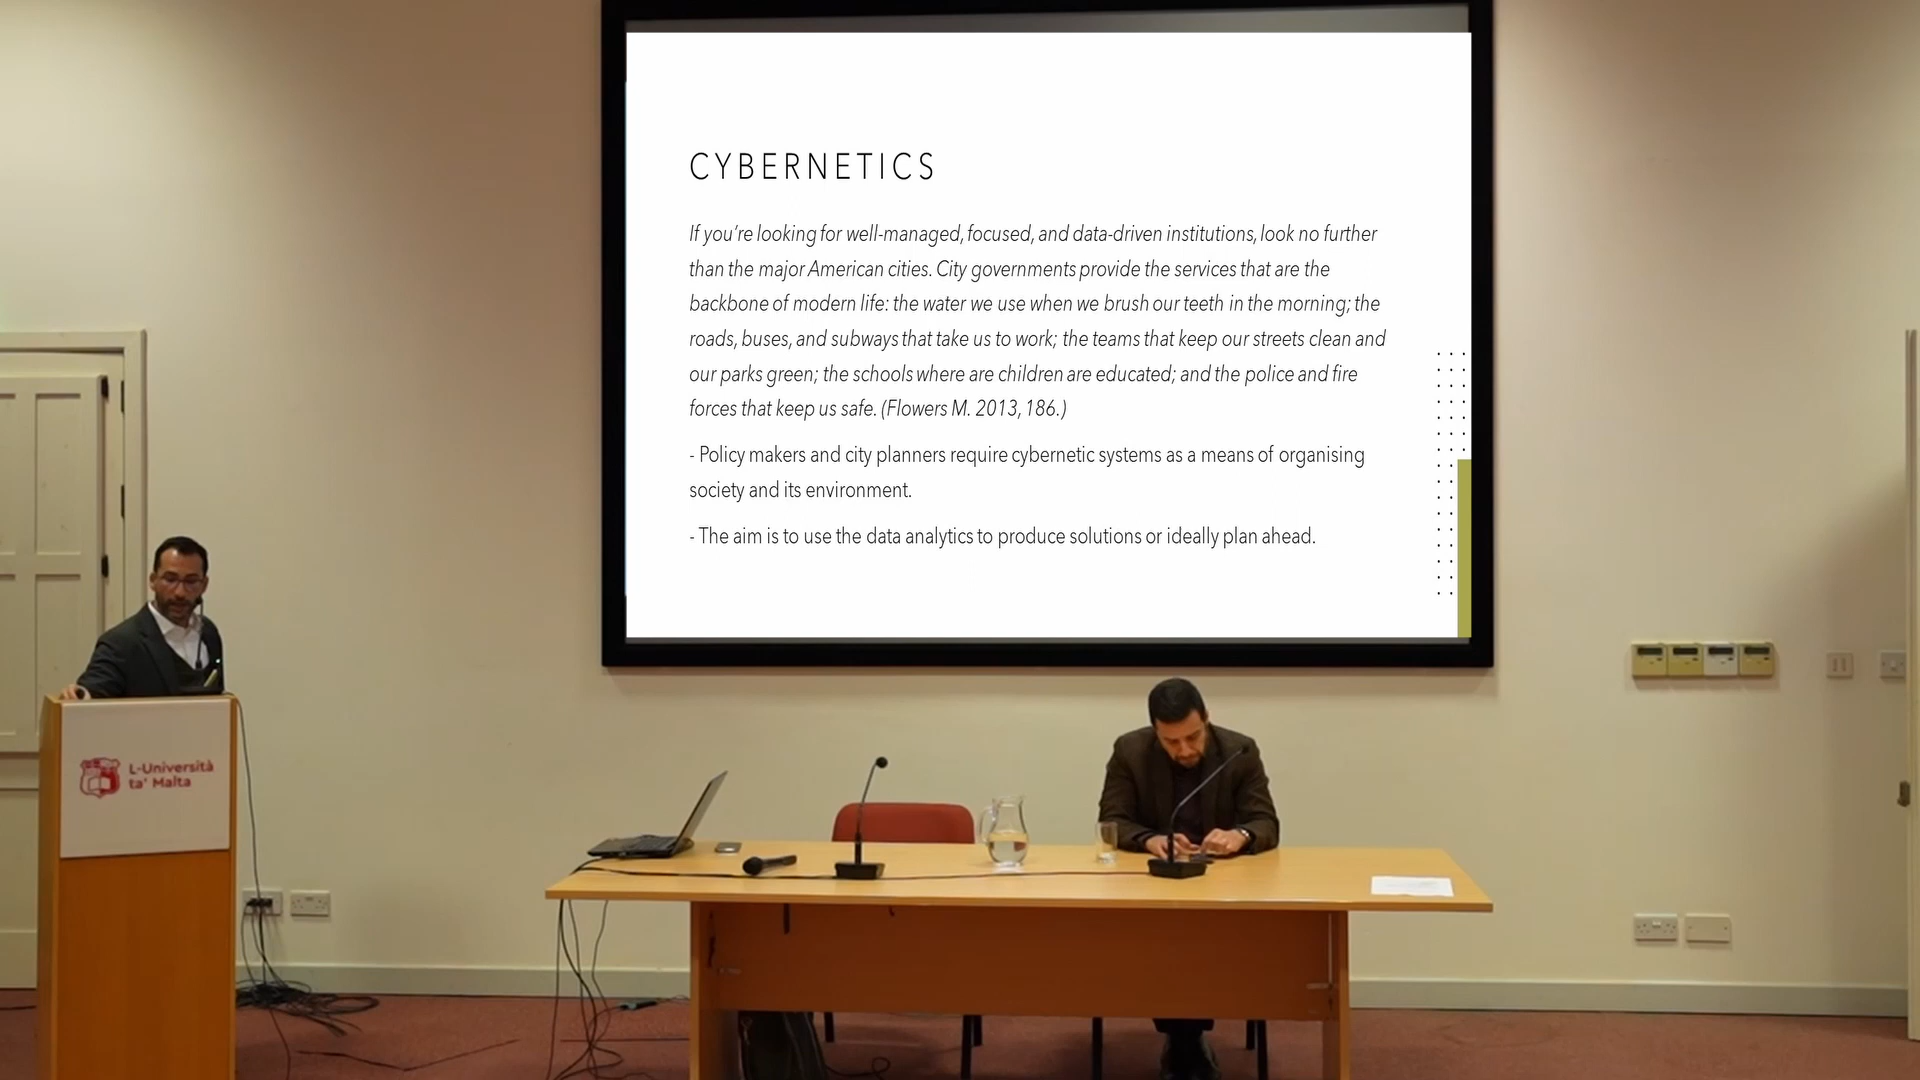 CYBERNETICS
If you're looking for well-managed, focused, and data-driven institutions, look no further
than the major American cities. City governments provide the services that are the
backbone of modern life: the water we use when we brush our teeth in the morning; the
roads, buses, and subways that take us to work; the teams that keep our streets clean and
our parks green; the schools where are children are educated; and the police and fire
forces that keep us safe. (Flowers M. 2013, 186.)
- Policy makers and city planners require cybernetic systems as a means of organising
society and its environment.
- The aim is to use the data analytics to produce solutions or ideally plan ahead.
L-Università
ta' Malta